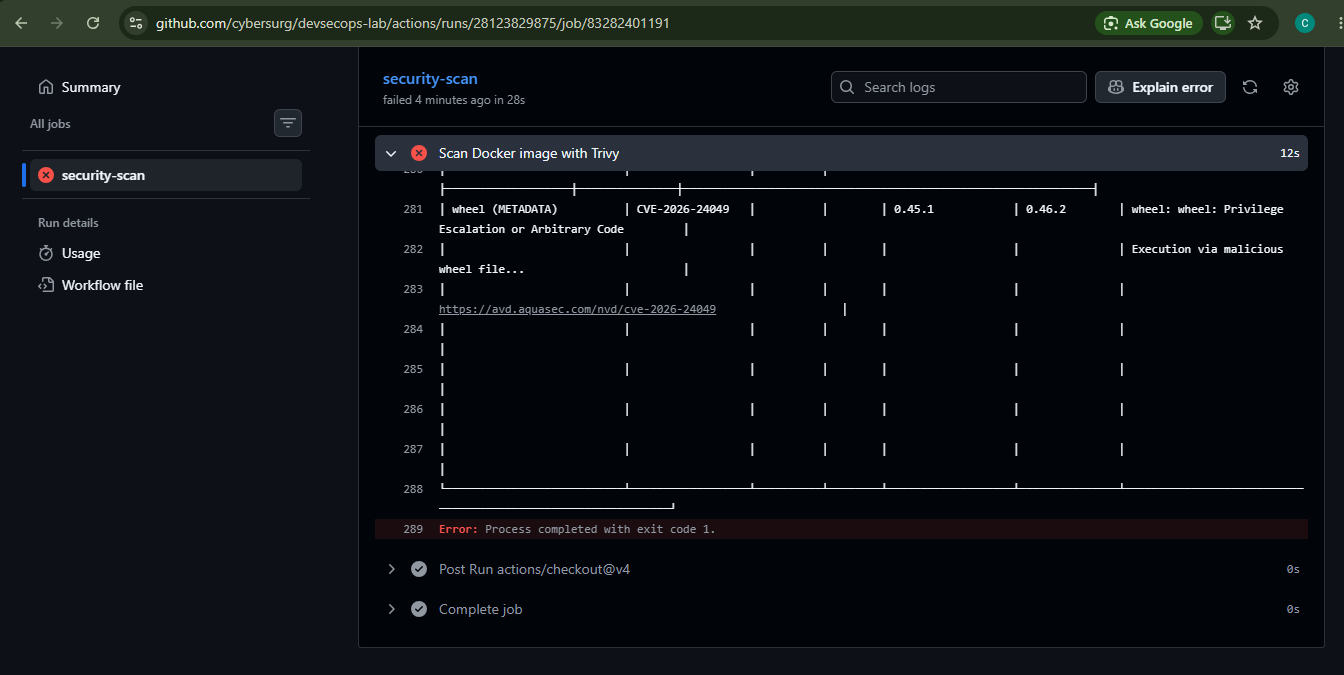 github.com/cybersurg/devsecops-lab/actions/runs/28123829875/job/83282401191
Ask Google
C
Summary
All jobs
security-scan
Run details
Usage
Workflow file
security-scan
failed 4 minutes ago in 28s
Search logs
Explain error
Scan Docker image with Trivy 12s
281 | wheel (METADATA) | CVE-2026-24049 | | | 0.45.1 | 0.46.2 | wheel: wheel: Privilege
Escalation or Arbitrary Code |
282 | | | | | | | Execution via malicious
wheel file... |
283 | | | | | | |
https://avd.aquasec.com/nvd/cve-2026-24049 |
284 | | | | | | |
|
285 | | | | | | |
|
286 | | | | | | |
|
287 | | | | | | |
|
288
289 Error: Process completed with exit code 1.
Post Run actions/checkout@v4 0s
Complete job 0s